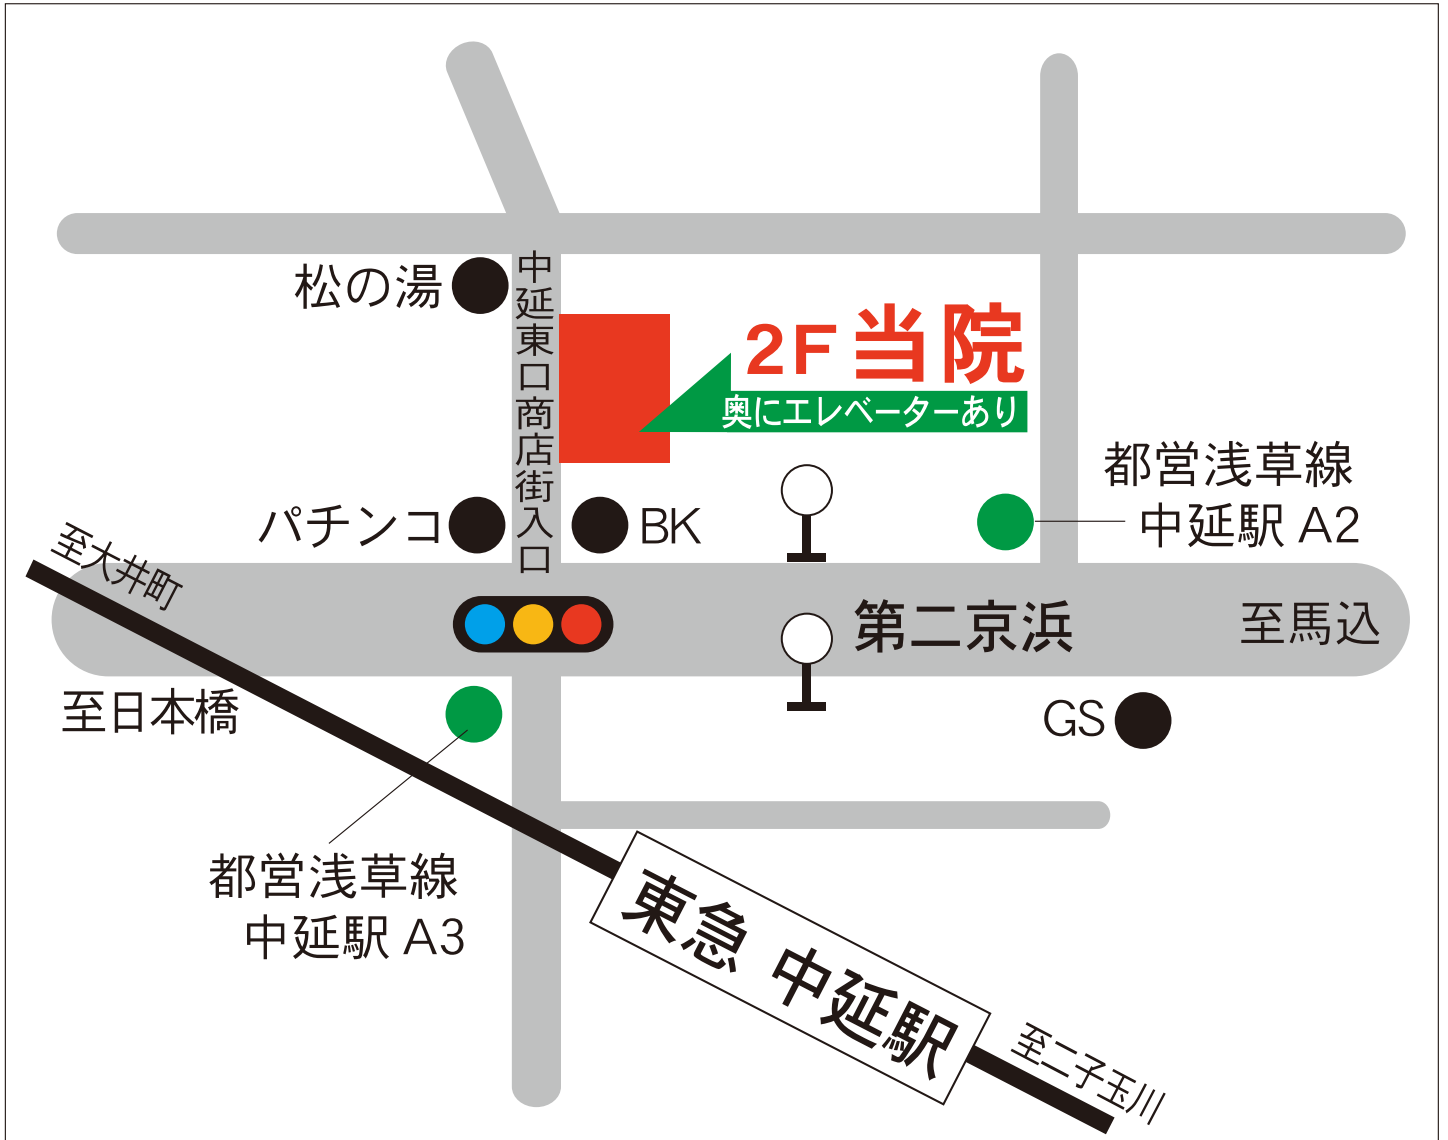 松の湯
中延東口商店街入口
2F 当院
奥にエレベーターあり
都営浅草線
中延駅 A2
パチンコ
BK
至大井町
第二京浜
至馬込
至日本橋
GS
都営浅草線
中延駅 A3
東急 中延駅
至二子玉川